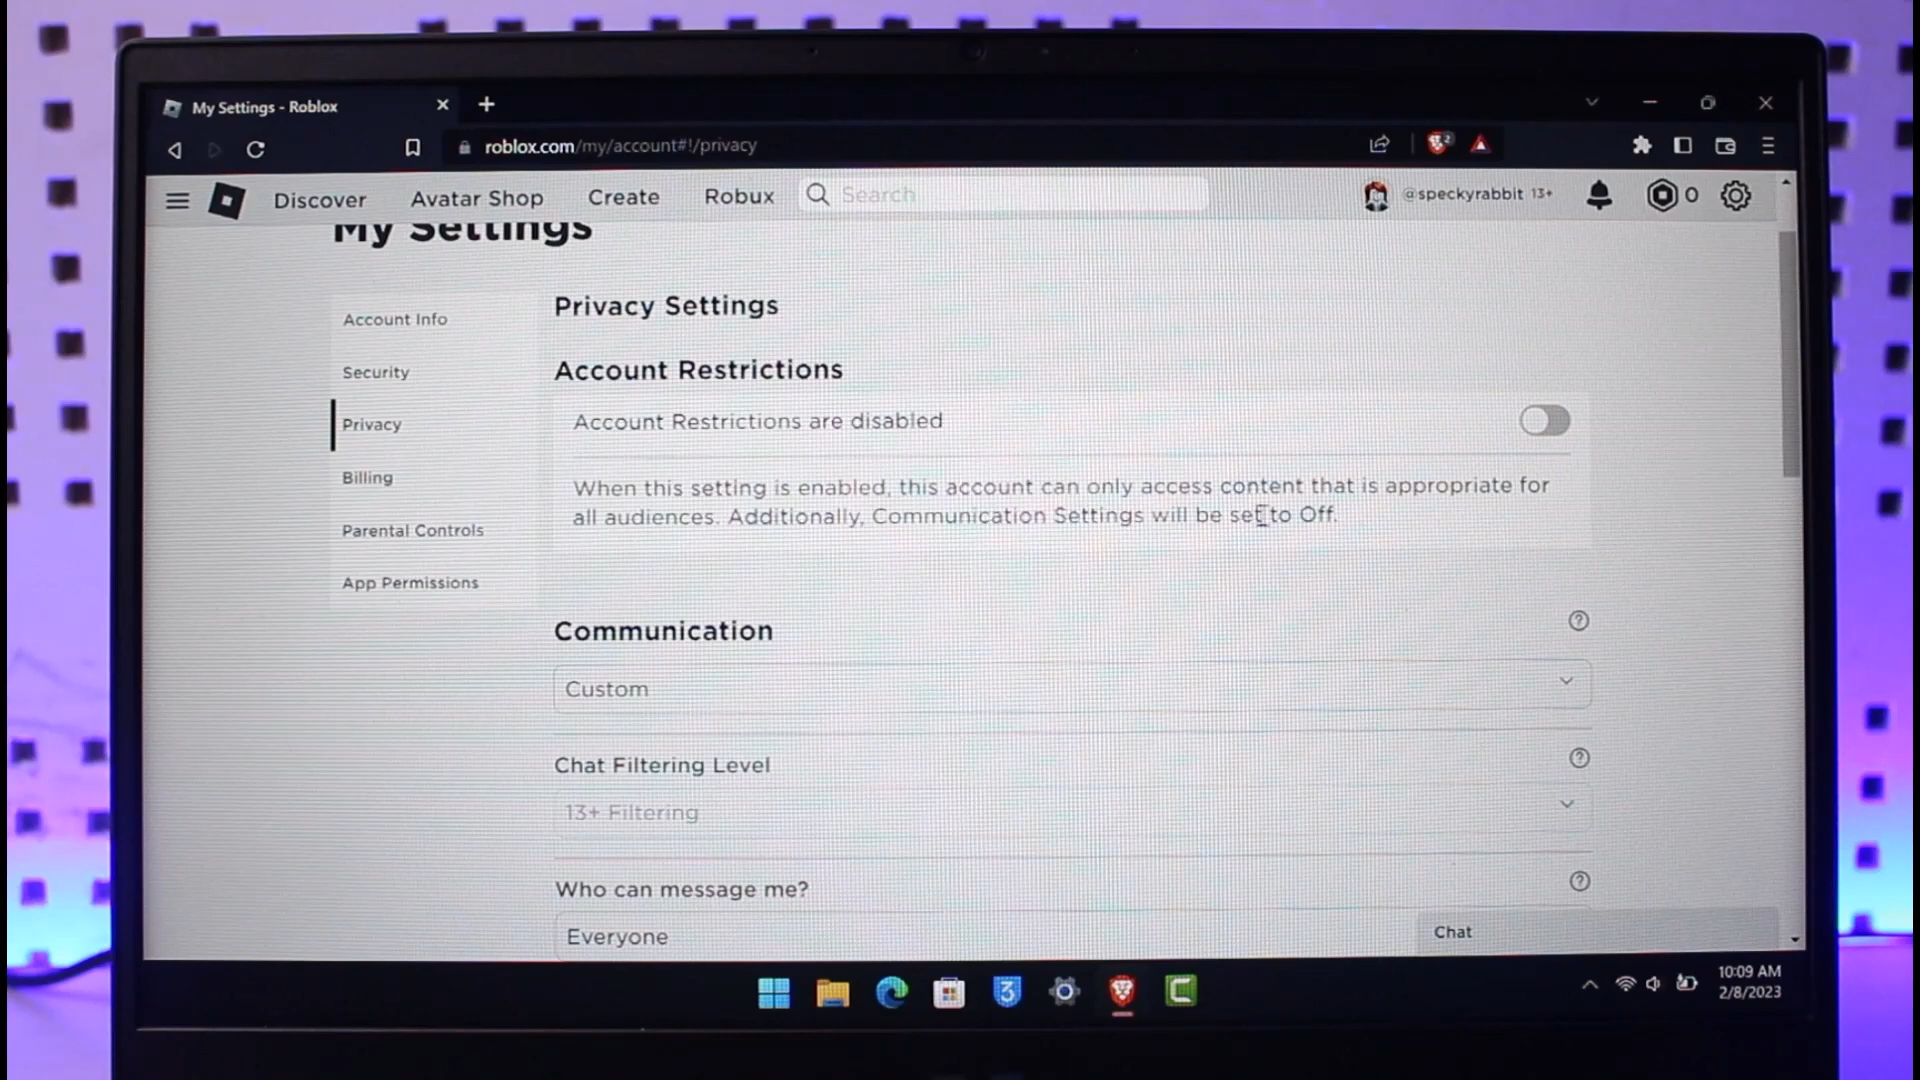 My Settings - Roblox
roblox.com/my/account#!/privacy
2
Discover Avatar Shop Create Robux Search @speckyrabbit 13+ 0
My Settings
Account Info
Security
Privacy
Billing
Parental Controls
App Permissions
Privacy Settings
Account Restrictions
Account Restrictions are disabled
When this setting is enabled, this account can only access content that is appropriate for
all audiences. Additionally, Communication Settings will be set to Off.
Communication
Custom
Chat Filtering Level
13+ Filtering
Who can message me?
Everyone
Chat
3
10:09 AM
2/8/2023